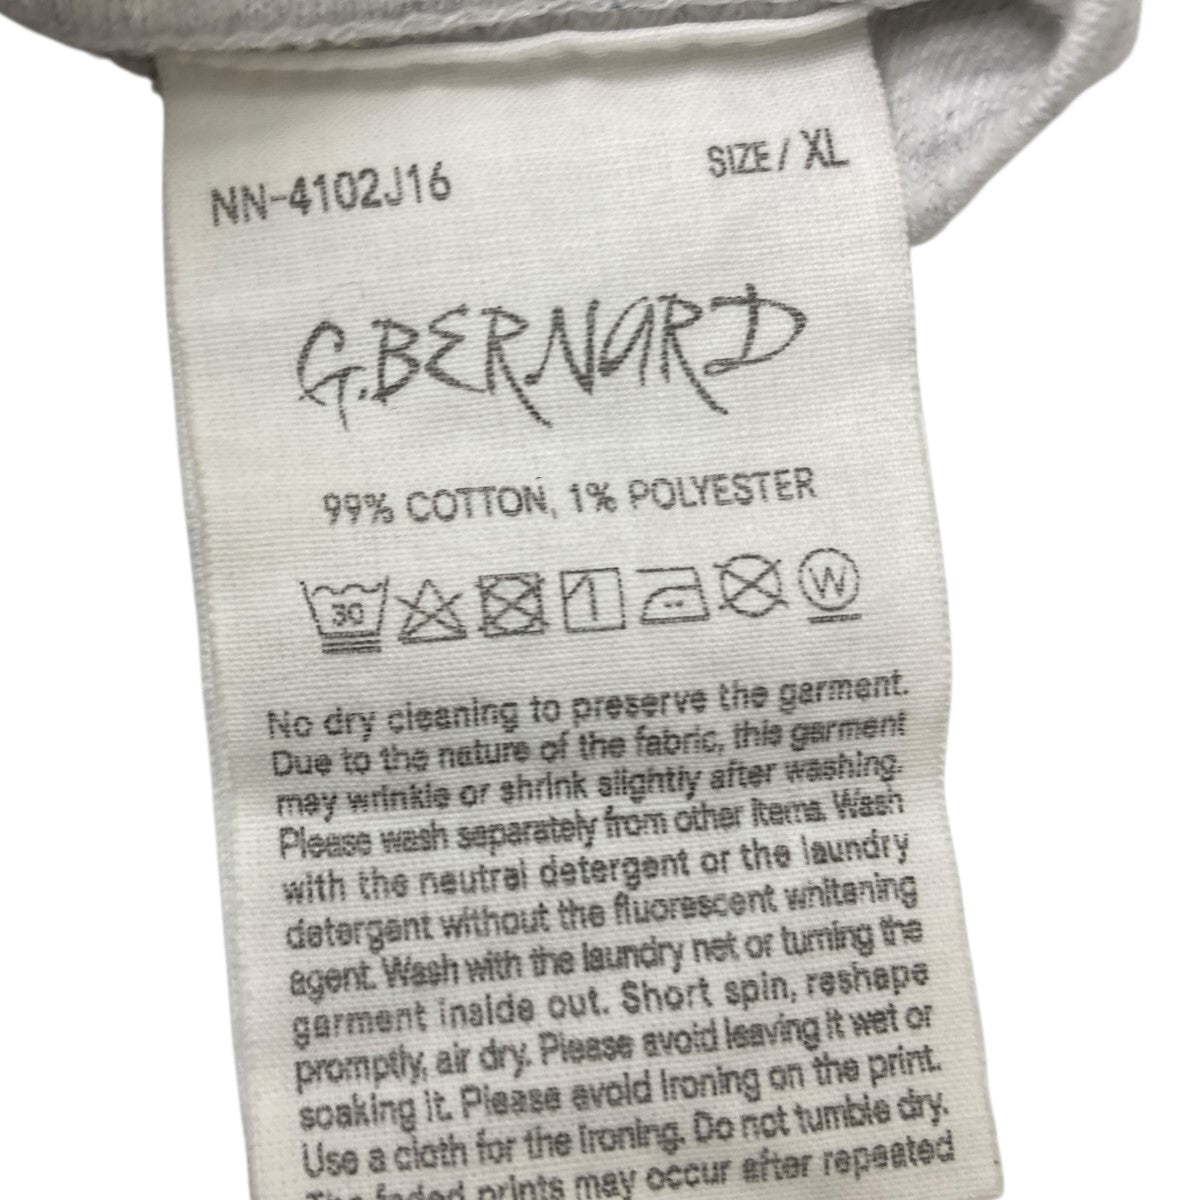 NN-4102J16
SIZE / XL
G.BERNARD
99% COTTON, 1% POLYESTER
30
W
No dry cleaning to preserve the garment.
Due to the nature of the fabric, this garment
may wrinkle or shrink slightly after washing.
Please wash separately from other items. Wash
with the neutral detergent or the laundry
detergent without the fluorescent whitening
agent. Wash with the laundry net or turning the
garment inside out. Short spin, reshape
promptly, air dry. Please avoid leaving it wet or
soaking it. Please avoid ironing on the print.
Use a cloth for the ironing. Do not tumble dry.
The faded prints may occur after repeated